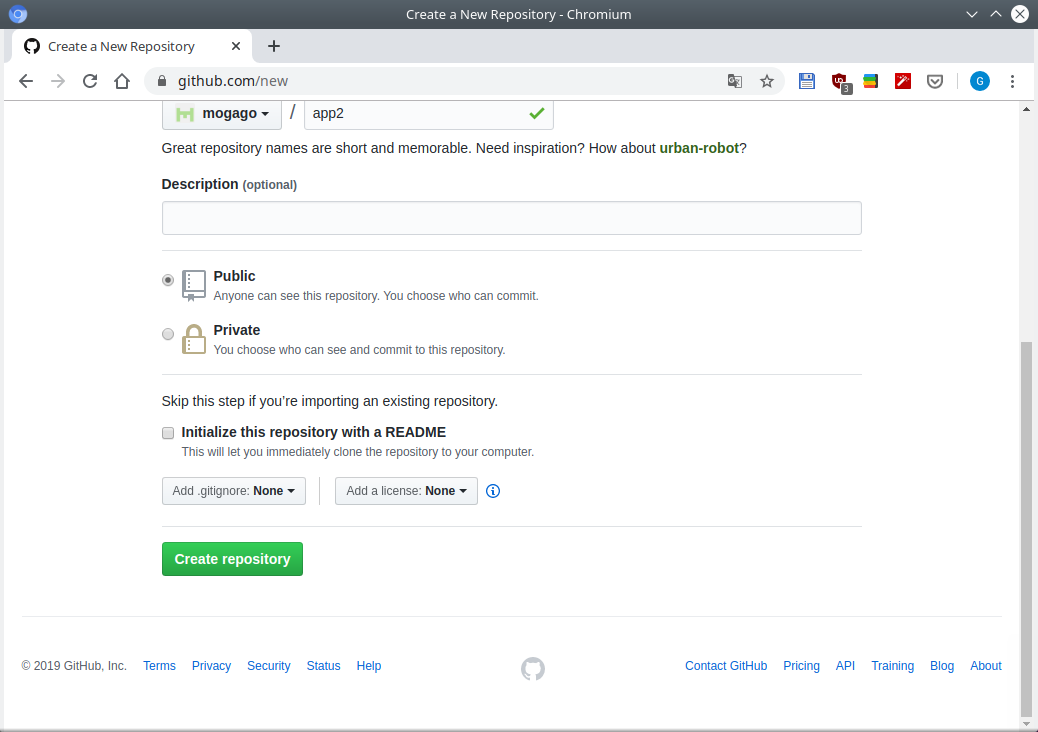 Create a New Repository - Chromium
Create a New Repository
github.com/new
3
G
mogago / app2
Great repository names are short and memorable. Need inspiration? How about urban-robot?
Description (optional)
Public
Anyone can see this repository. You choose who can commit.
Private
You choose who can see and commit to this repository.
Skip this step if you’re importing an existing repository.
Initialize this repository with a README
This will let you immediately clone the repository to your computer.
Add .gitignore: None Add a license: None
Create repository
© 2019 GitHub, Inc. Terms Privacy Security Status Help Contact GitHub Pricing API Training Blog About